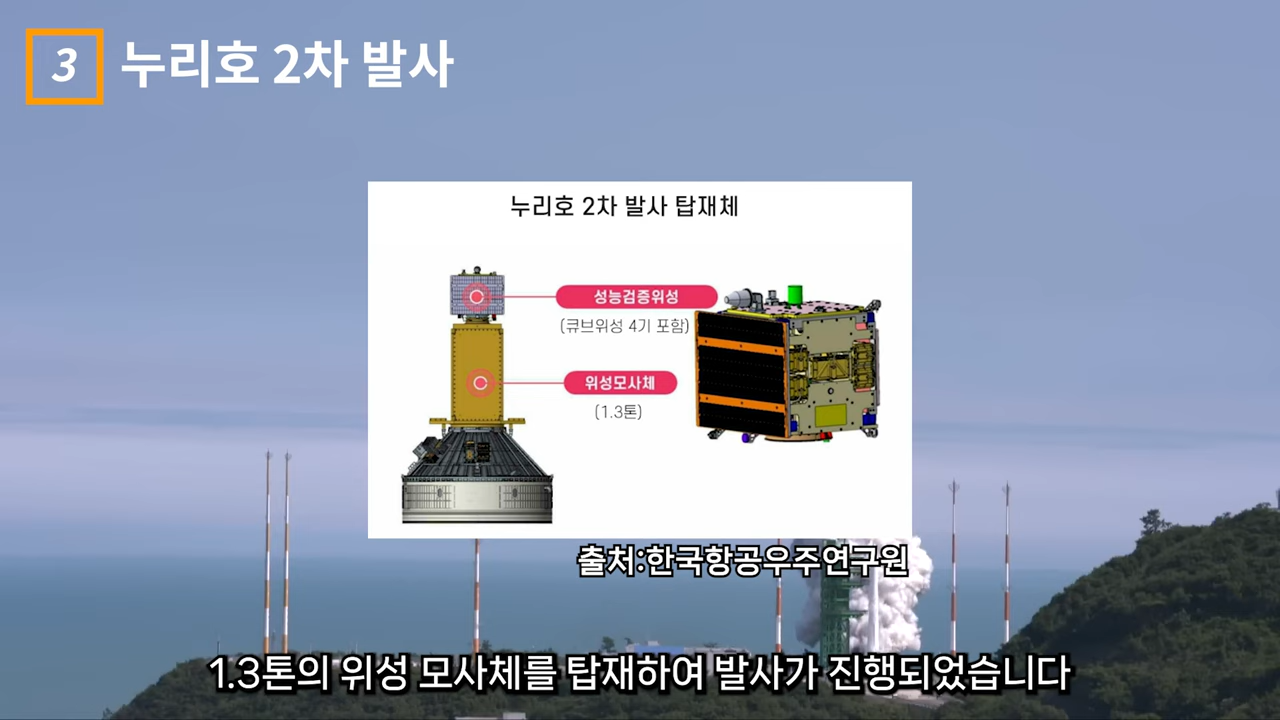 3 누리호 2차 발사
누리호 2차 발사 탑재체
성능검증위성
(큐브위성 4기 포함)
위성모사체
(1.3톤)
출처:한국항공우주연구원
1.3톤의 위성 모사체를 탑재하여 발사가 진행되었습니다